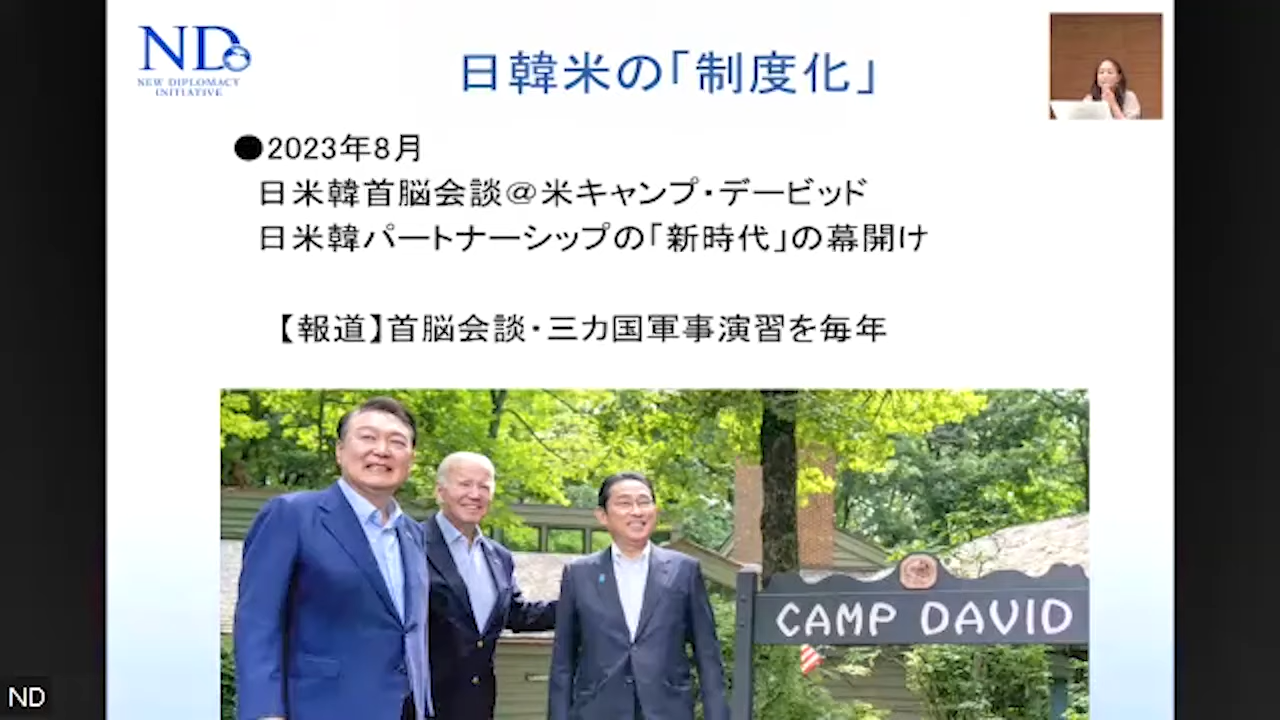 ND
NEW DIPLOMACY
INITIATIVE
日韓米の「制度化」
●2023年8月
日米韓首脳会談@米キャンプ・デービッド
日米韓パートナーシップの「新時代」の幕開け
【報道】首脳会談・三カ国軍事演習を毎年
CAMP DAVID
ND